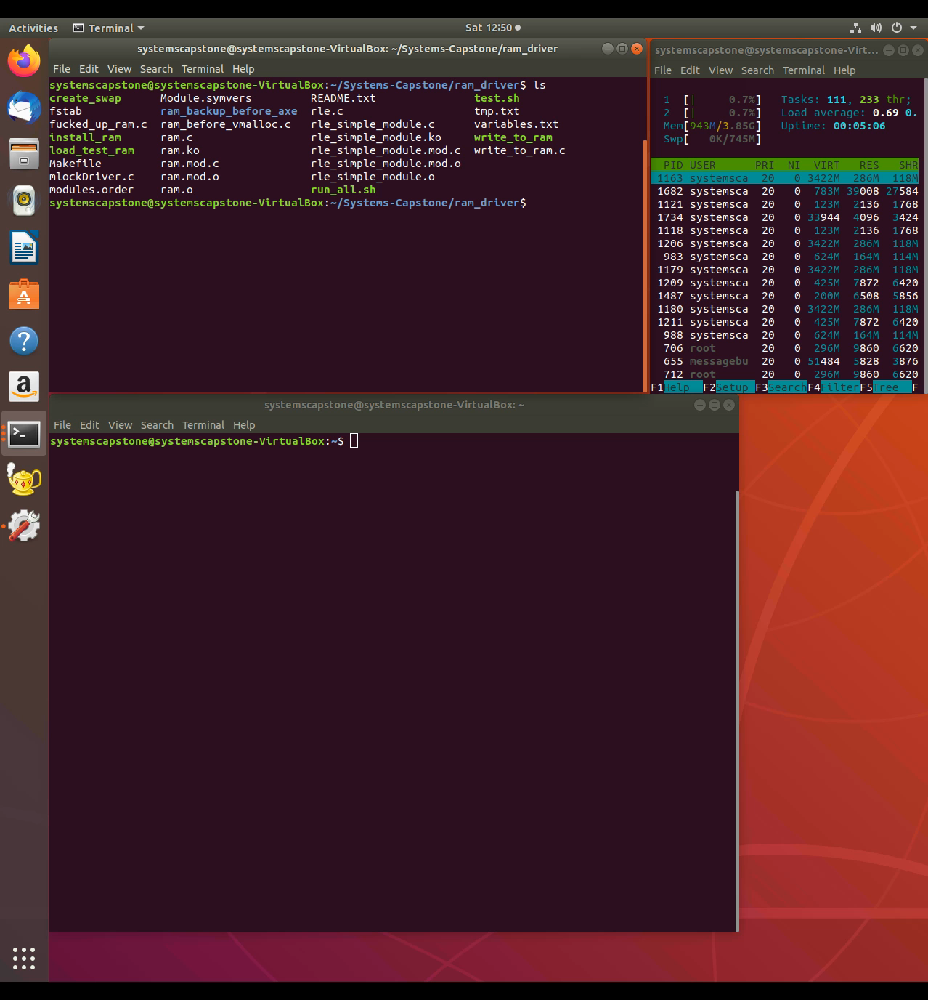 Activities Terminal Sat 12:50
systemscapstone@systemscapstone-VirtualBox: ~/Systems-Capstone/ram_driver
File Edit View Search Terminal Help
systemscapstone@systemscapstone-VirtualBox:~/Systems-Capstone/ram_driver$ ls
create_swap Module.symvers README.txt test.sh
fstab ram_backup_before_axe rle.c tmp.txt
fucked_up_ram.c ram_before_vmalloc.c rle_simple_module.c variables.txt
install_ram ram.c rle_simple_module.ko write_to_ram
load_test_ram ram.ko rle_simple_module.mod.c write_to_ram.c
Makefile ram.mod.c rle_simple_module.mod.o
mlockDriver.c ram.mod.o rle_simple_module.o
modules.order ram.o run_all.sh
systemscapstone@systemscapstone-VirtualBox:~/Systems-Capstone/ram_driver$
systemscapstone@systemscapstone-Virt...
File Edit View Search Terminal Help
1 [| 0.7%] Tasks: 111, 233 thr;
2 [| 0.7%] Load average: 0.69 0.
Mem[943M/3.85G] Uptime: 00:05:06
Swp[ 0K/745M]
PID USER PRI NI VIRT RES SHR
1163 systemsca 20 0 3422M 286M 118M
1682 systemsca 20 0 783M 39008 27584
1121 systemsca 20 0 123M 2136 1768
1734 systemsca 20 0 33944 4096 3424
1118 systemsca 20 0 123M 2136 1768
1206 systemsca 20 0 3422M 286M 118M
983 systemsca 20 0 624M 164M 114M
1179 systemsca 20 0 3422M 286M 118M
1209 systemsca 20 0 425M 7872 6420
1487 systemsca 20 0 200M 6508 5856
1180 systemsca 20 0 3422M 286M 118M
1211 systemsca 20 0 425M 7872 6420
988 systemsca 20 0 624M 164M 114M
706 root 20 0 296M 9860 6620
655 messagebu 20 0 51484 5828 3876
712 root 20 0 296M 9860 6620
F1Help F2Setup F3SearchF4FilterF5Tree F
systemscapstone@systemscapstone-VirtualBox: ~
File Edit View Search Terminal Help
systemscapstone@systemscapstone-VirtualBox:~$